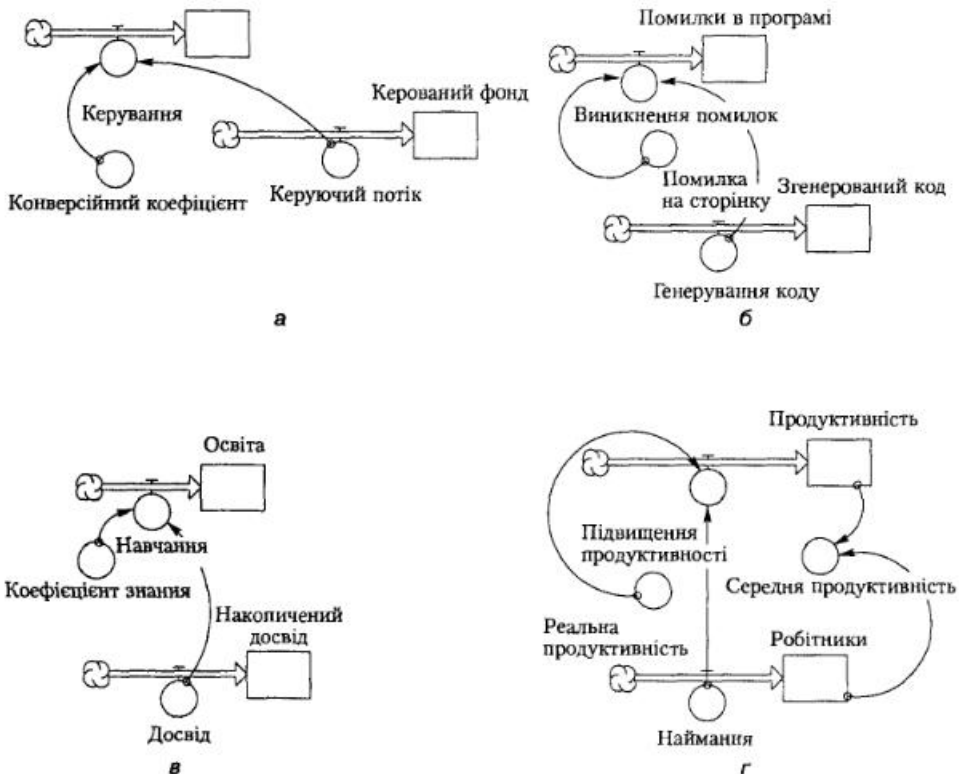 Керований фонд
Керування
Конверсійний коефіцієнт
Керуючий потік
а
Помилки в програмі
Виникнення помилок
Помилка
на сторінку
Згенерований код
Генерування коду
б
Освіта
Навчання
Коефієцієнт знання
Накопичений
досвід
Досвід
в
Продуктивність
Підвищення
продуктивності
Середня продуктивність
Реальна
продуктивність
Робітники
Наймання
г